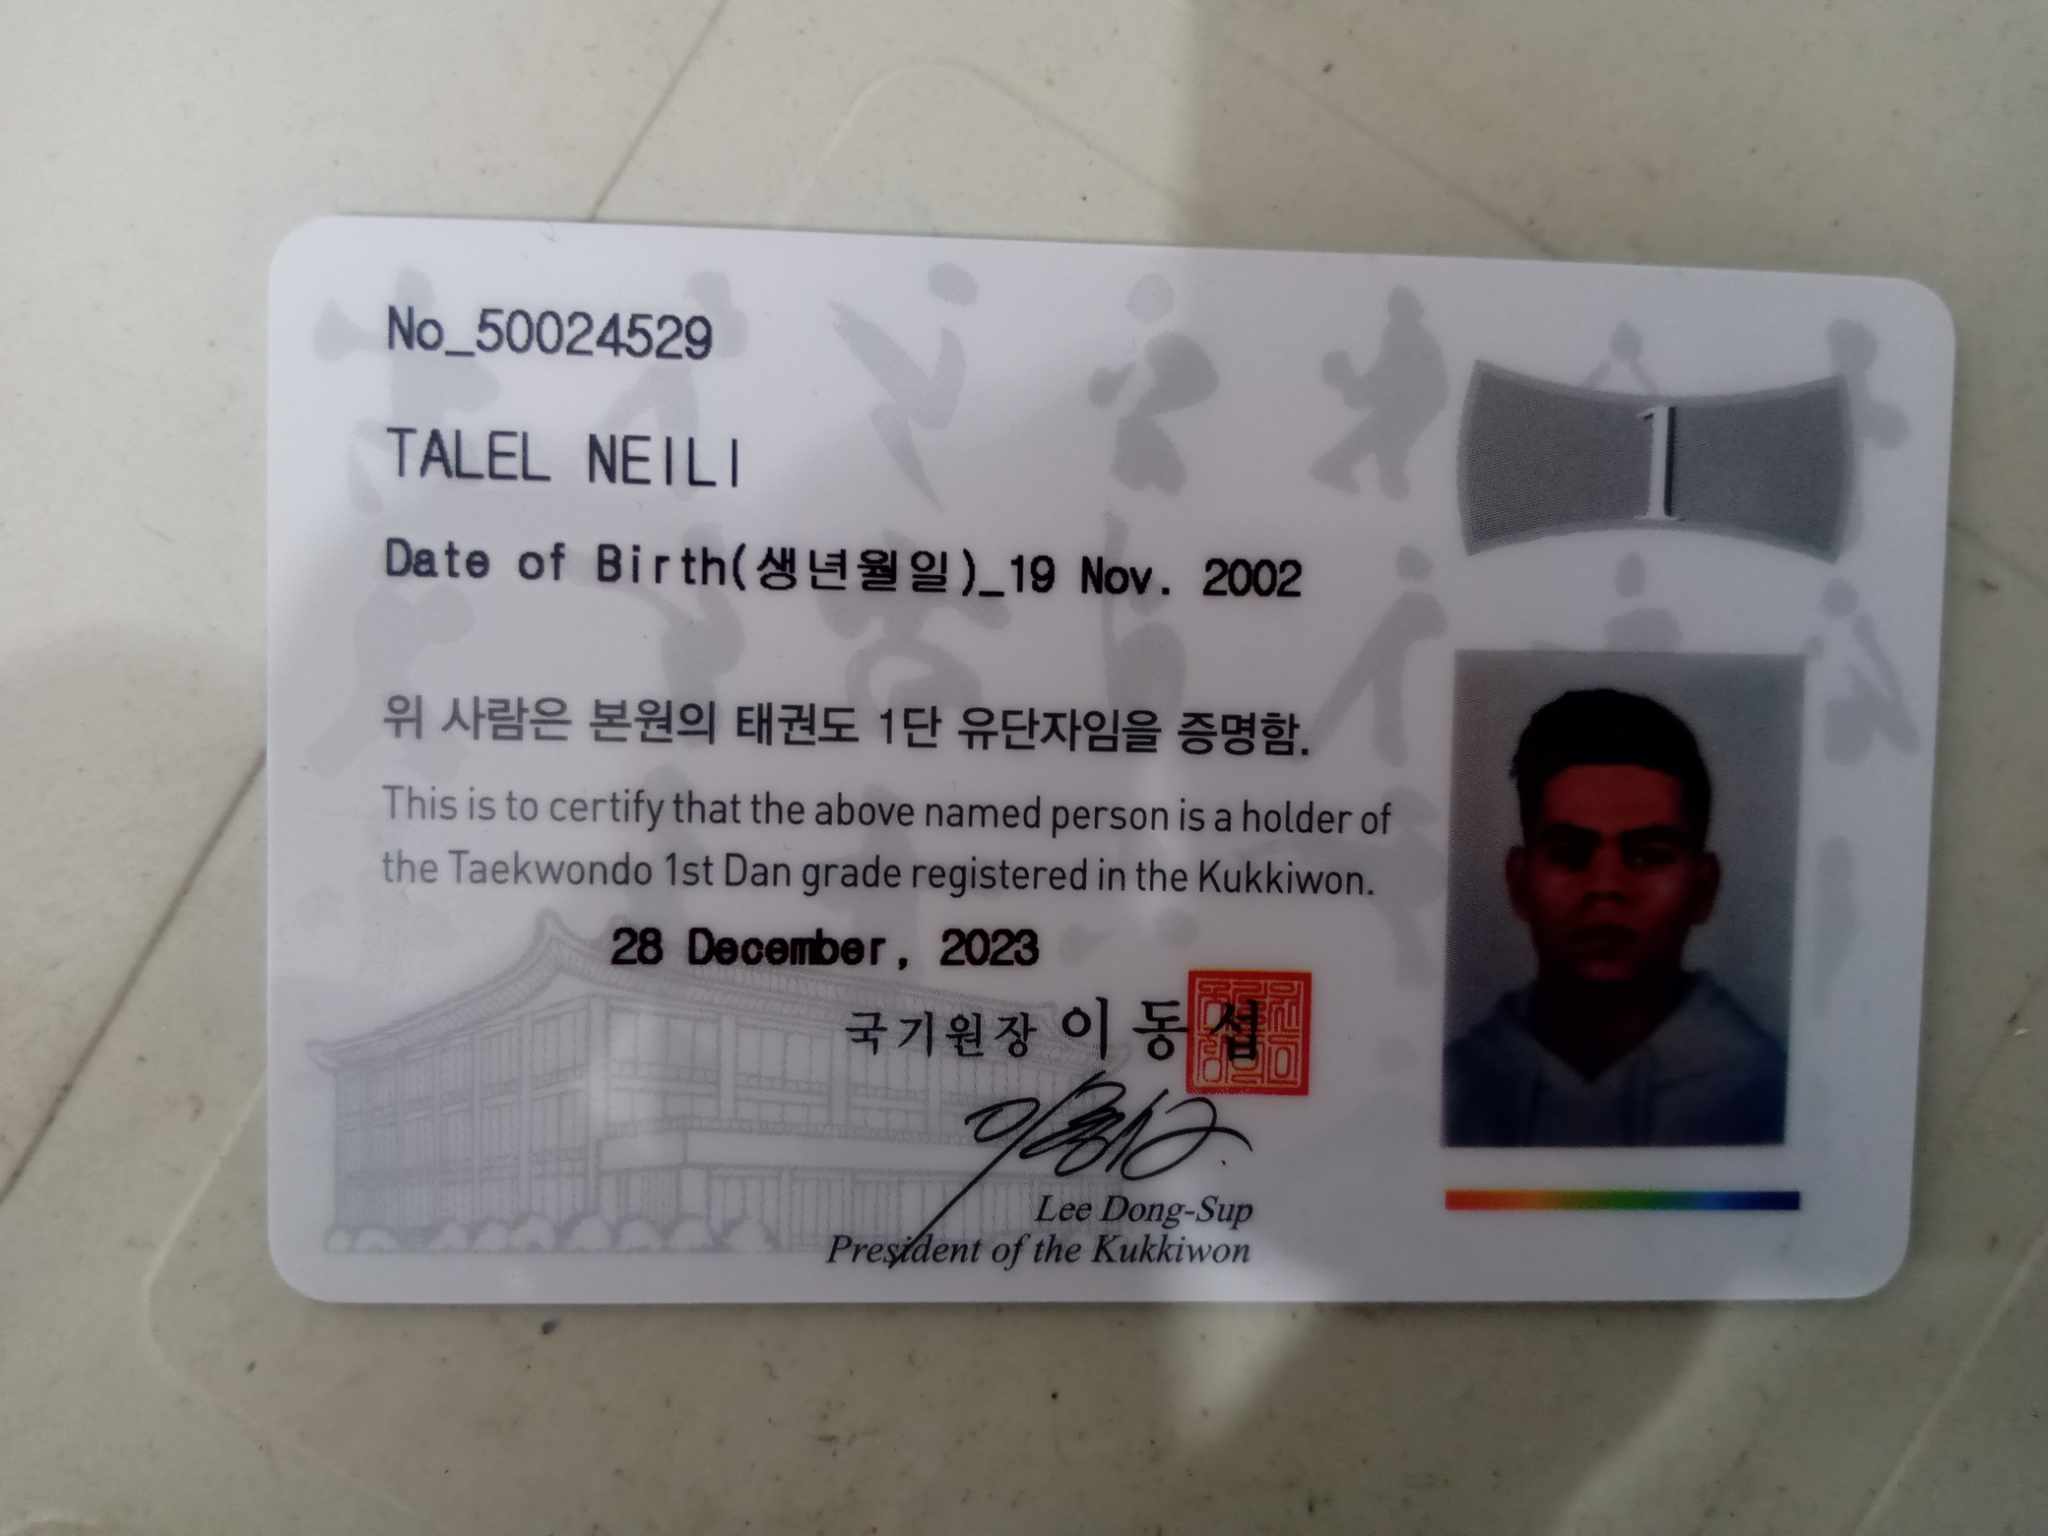 No_50024529
1
TALEL NEILI
Date of Birth(생년월일)_19 Nov. 2002
위 사람은 본원의 태권도 1단 유단자임을 증명함.
This is to certify that the above named person is a holder of
the Taekwondo 1st Dan grade registered in the Kukkiwon.
28 December, 2023
국기원장 이동섭
Lee Dong-Sup
President of the Kukkiwon